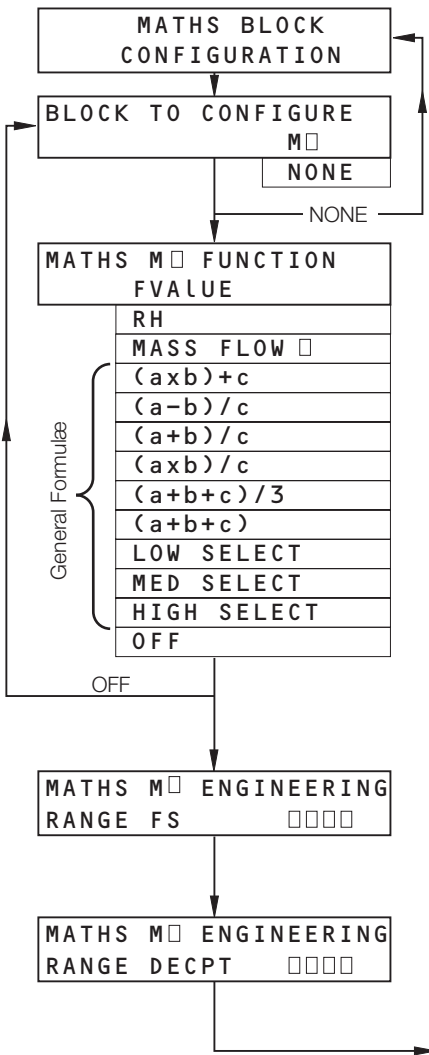 MATHS BLOCK
CONFIGURATION
BLOCK TO CONFIGURE
M□
NONE
NONE
MATHS M□ FUNCTION
FVALUE
RH
MASS FLOW □
General Formulæ
(axb)+c
(a-b)/c
(a+b)/c
(axb)/c
(a+b+c)/3
(a+b+c)
LOW SELECT
MED SELECT
HIGH SELECT
OFF
OFF
MATHS M□ ENGINEERING
RANGE FS □□□□
MATHS M□ ENGINEERING
RANGE DECPT □□□□